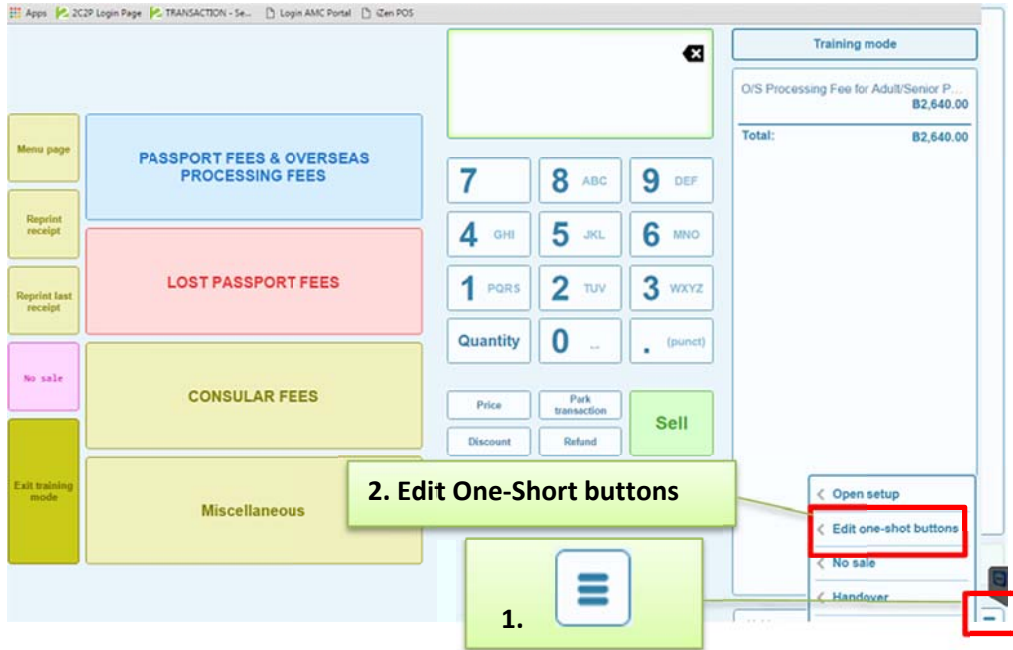 Apps 2C2P Login Page TRANSACTION - Se... Login AMC Portal iZen POS
Training mode
O/S Processing Fee for Adult/Senior P...
฿2,640.00
Total: ฿2,640.00
Menu page
Reprint
receipt
Reprint last
receipt
No sale
Exit training
mode
PASSPORT FEES & OVERSEAS
PROCESSING FEES
LOST PASSPORT FEES
CONSULAR FEES
Miscellaneous
7 8 ABC 9 DEF
4 GHI 5 JKL 6 MNO
1 PQRS 2 TUV 3 WXYZ
Quantity 0 . (punct)
Price Park
transaction
Sell
Discount Refund
2. Edit One-Short buttons
1.
Open setup
Edit one-shot buttons
No sale
Handover